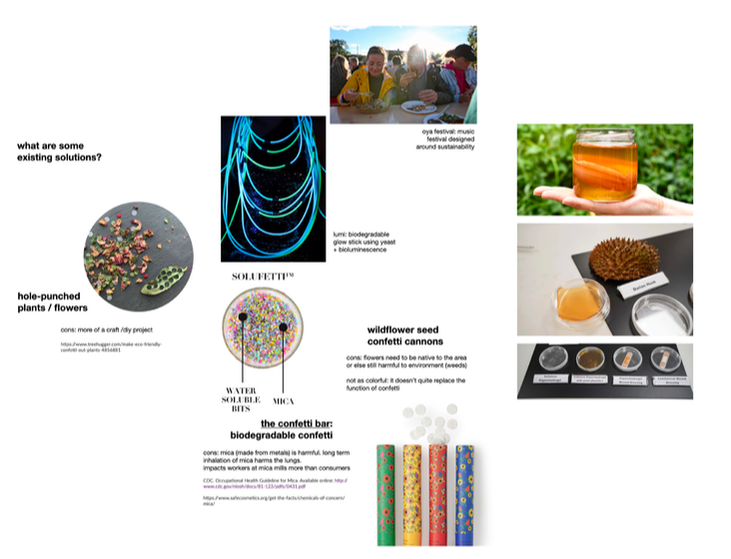 oya festival: music
festival designed
around sustainability
what are some
existing solutions?
lumi: biodegradable
glow stick using yeast
+ bioluminescence
SOLUFETTI™
hole-punched
plants / flowers
cons: more of a craft /diy project
https://www.treehugger.com/make-eco-friendly-
confetti-out-plants-4856881
wildflower seed
confetti cannons
cons: flowers need to be native to the area
or else still harmful to environment (weeds)
not as colorful: it doesn't quite replace the
function of confetti
WATER
SOLUBLE
BITS
MICA
the confetti bar:
biodegradable confetti
cons: mica (made from metals) is harmful. long term
inhalation of mica harms the lungs.
impacts workers at mica mills more than consumers
CDC. Occupational Health Guideline for Mica. Available online: http://
www.cdc.gov/niosh/docs/81-123/pdfs/0431.pdf
https://www.safecosmetics.org/get-the-facts/chemicals-of-concern/
mica/
Durian Husk